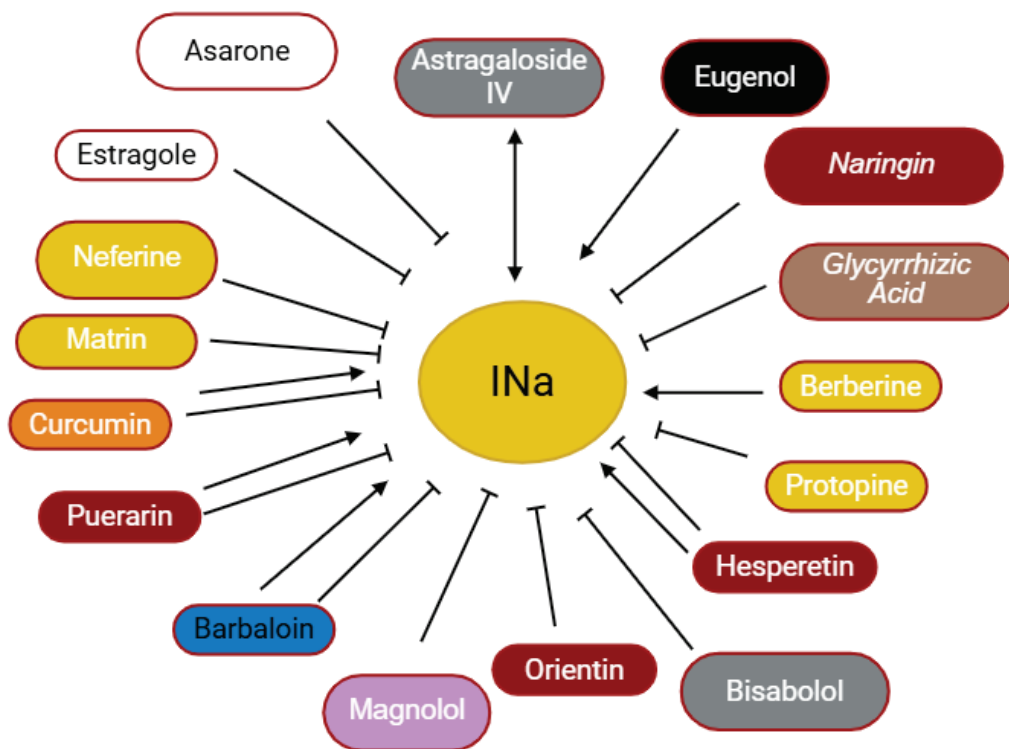 Asarone
Astragaloside
IV
Eugenol
Estragole
Naringin
Neferine
Glycyrrhizic
Acid
Matrin
INa
Berberine
Curcumin
Protopine
Puerarin
Hesperetin
Barbaloin
Orientin
Bisabolol
Magnolol